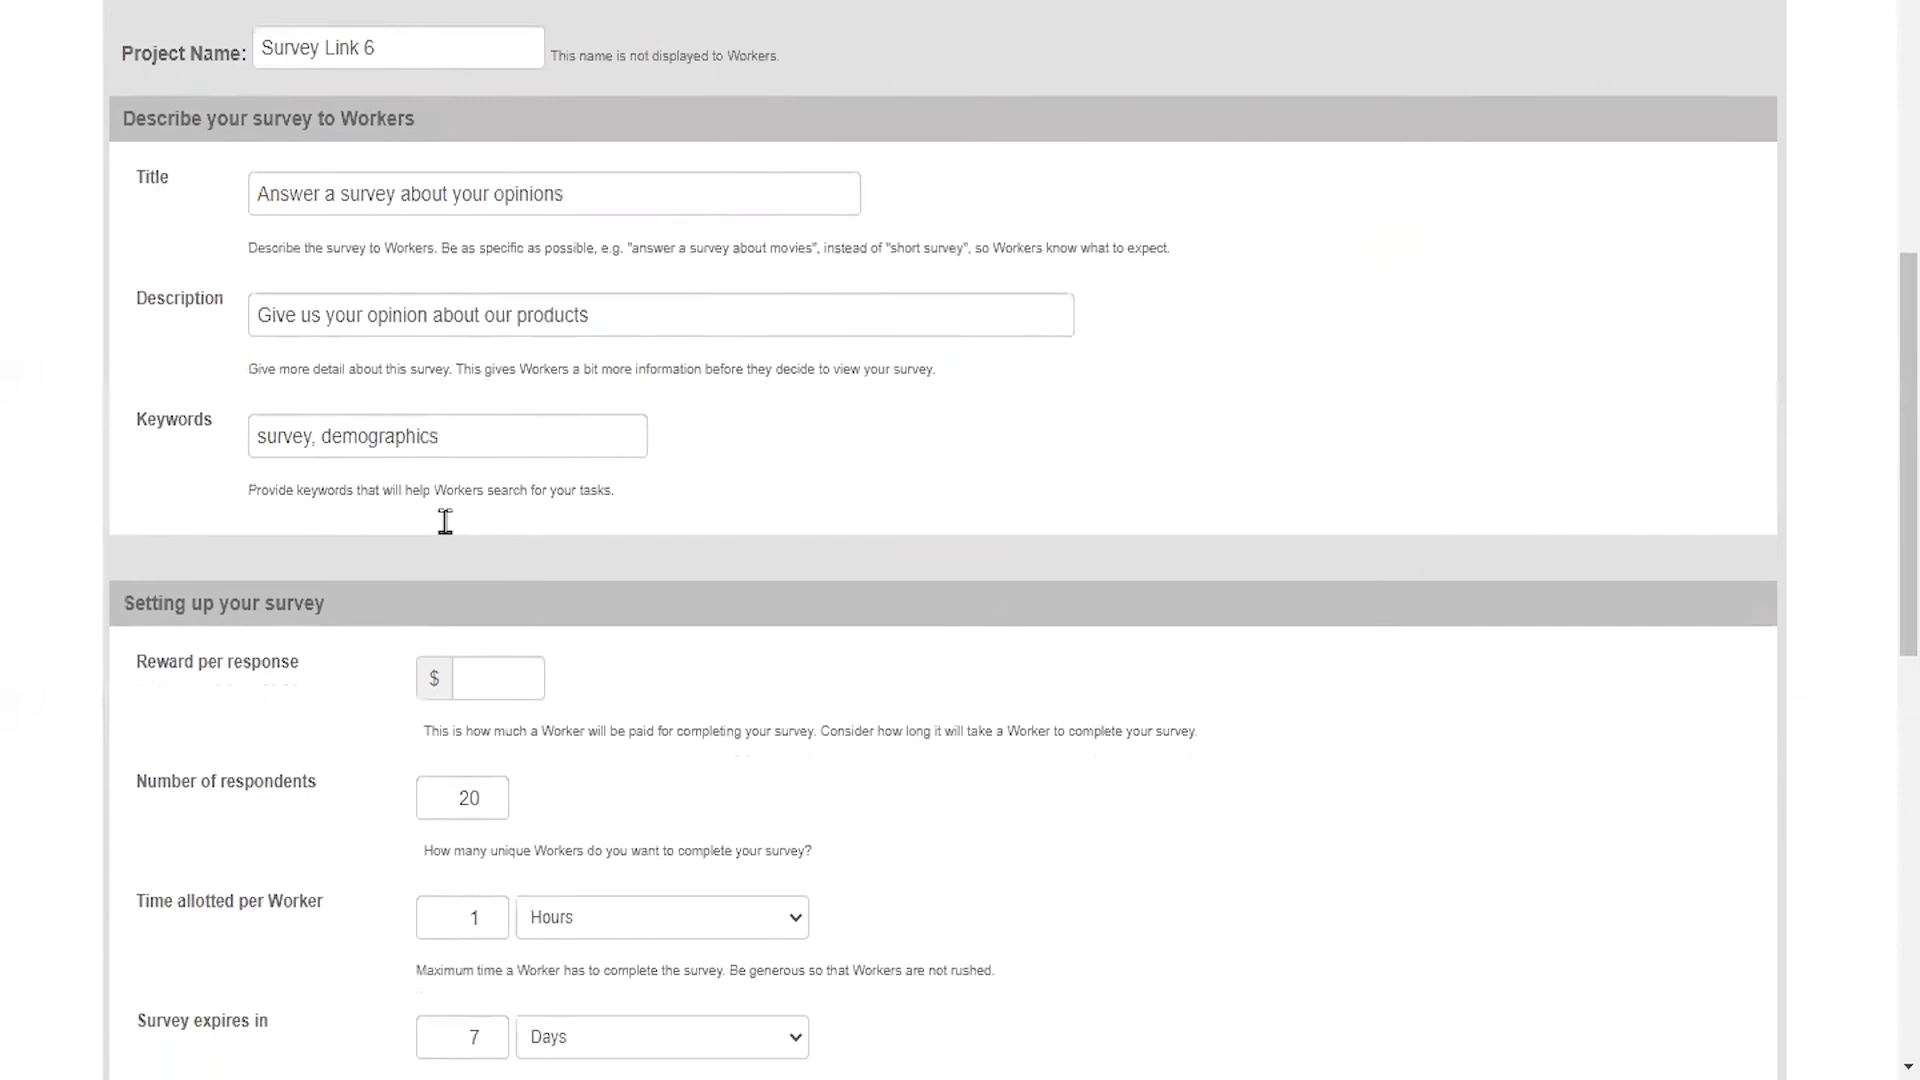 Project Name: Survey Link 6 This name is not displayed to Workers.
Describe your survey to Workers
Title
Answer a survey about your opinions
Describe the survey to Workers. Be as specific as possible, e.g. "answer a survey about movies", instead of "short survey", so Workers know what to expect.
Description
Give us your opinion about our products
Give more detail about this survey. This gives Workers a bit more information before they decide to view your survey.
Keywords
survey, demographics
Provide keywords that will help Workers search for your tasks.
Setting up your survey
Reward per response
$
This is how much a Worker will be paid for completing your survey. Consider how long it will take a Worker to complete your survey.
Number of respondents
20
How many unique Workers do you want to complete your survey?
Time allotted per Worker
1 Hours
Maximum time a Worker has to complete the survey. Be generous so that Workers are not rushed.
Survey expires in
7 Days